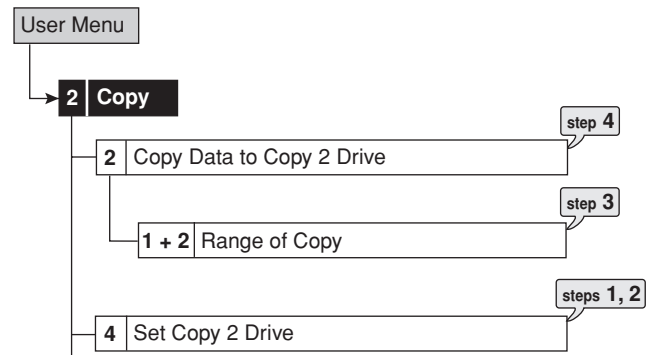 User Menu
2 Copy
step 4
2 Copy Data to Copy 2 Drive
step 3
1 + 2 Range of Copy
steps 1, 2
4 Set Copy 2 Drive